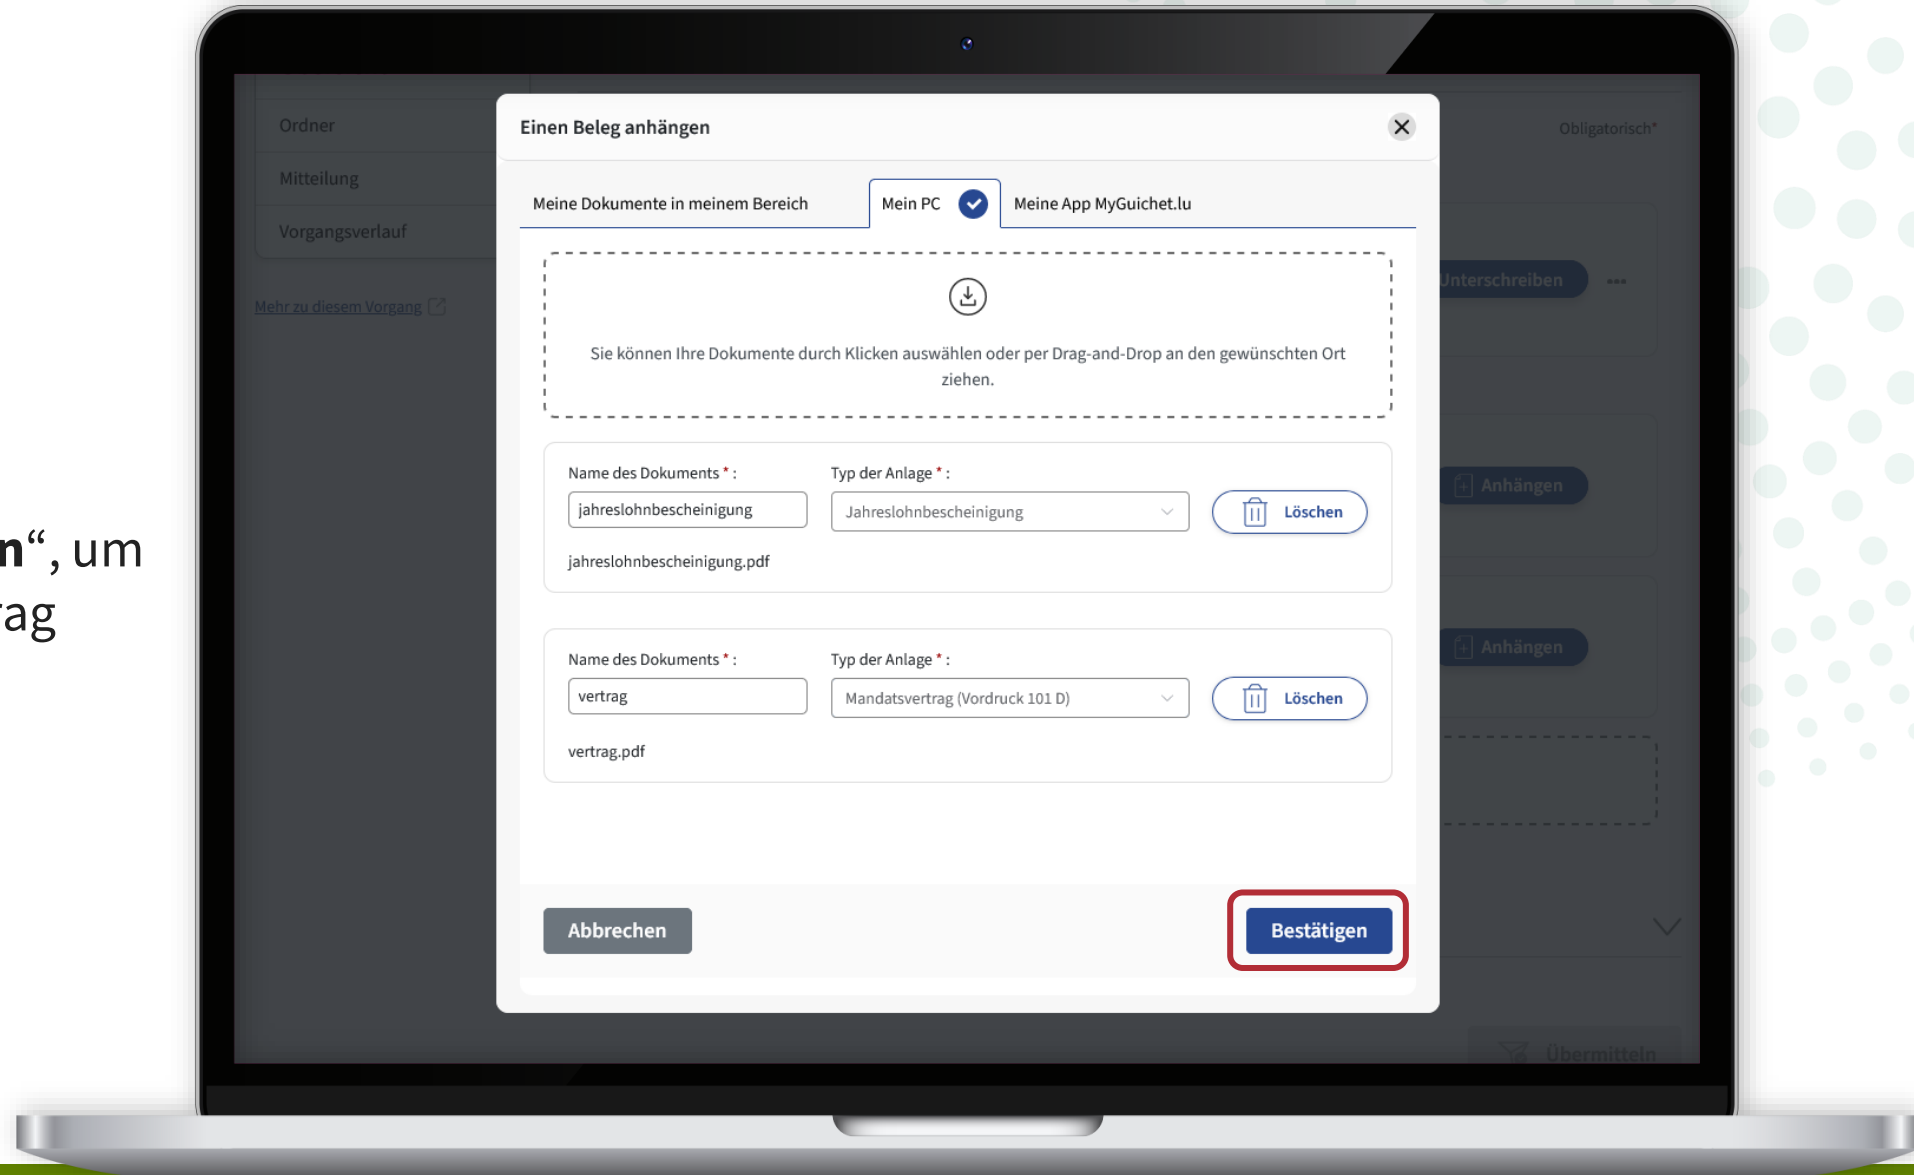 n“, um
ag
Ordner
Mitteilung
Vorgangsverlauf
Mehr zu diesem Vorgang
Einen Beleg anhängen
Obligatorisch*
Meine Dokumente in meinem Bereich
Mein PC
Meine App MyGuichet.lu
Sie können Ihre Dokumente durch Klicken auswählen oder per Drag-and-Drop an den gewünschten Ort
ziehen.
Unterschreiben
Name des Dokuments * :
Typ der Anlage * :
jahreslohnbescheinigung
Jahreslohnbescheinigung
Löschen
jahreslohnbescheinigung.pdf
Anhängen
Name des Dokuments * :
Typ der Anlage * :
vertrag
Mandatsvertrag (Vordruck 101 D)
Löschen
vertrag.pdf
Anhängen
Abbrechen
Bestätigen
Übermitteln